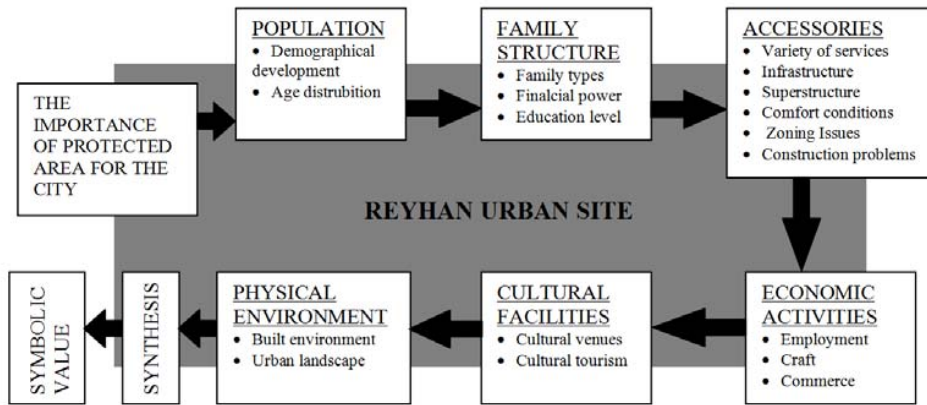 THE
IMPORTANCE
OF PROTECTED
AREA FOR THE
CITY
POPULATION
• Demographical
development
• Age distrubition
FAMILY
STRUCTURE
• Family types
• Finalcial power
• Education level
ACCESSORIES
• Variety of services
• Infrastructure
• Superstructure
• Comfort conditions
• Zoning Issues
• Construction problems
REYHAN URBAN SITE
ECONOMIC
ACTIVITIES
• Employment
• Craft
• Commerce
CULTURAL
FACILITIES
• Cultural venues
• Cultural tourism
PHYSICAL
ENVIRONMENT
• Built environment
• Urban landscape
SYNTHESIS
SYMBOLIC
VALUE